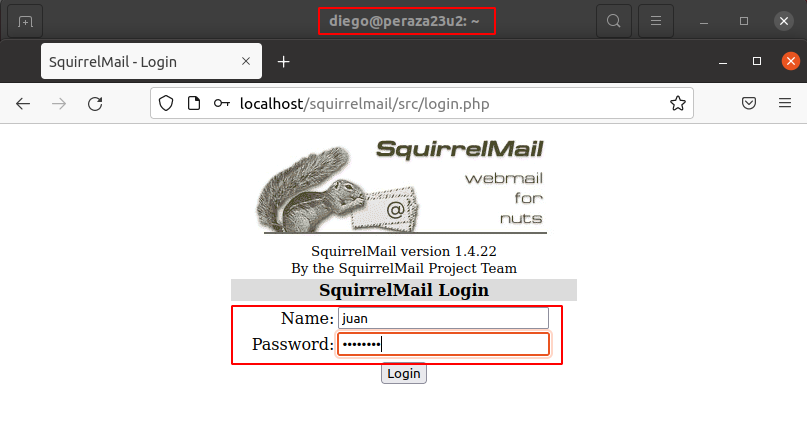 diego@peraza23u2: ~
SquirrelMail - Login
localhost/squirrelmail/src/login.php
SquirrelMail
webmail
for
nuts
@
SquirrelMail version 1.4.22
By the SquirrelMail Project Team
SquirrelMail Login
Name: juan
Password: ••••••••
Login